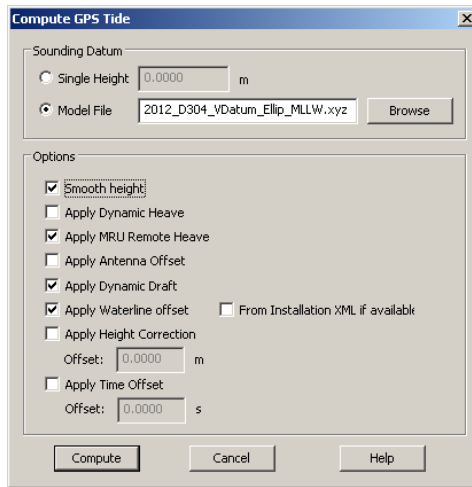 Compute GPS Tide
Sounding Datum
Single Height 0.0000 m
Model File 2012_D304_VDatum_Ellip_MLLW.xyz Browse
Options
Smooth height
Apply Dynamic Heave
Apply MRU Remote Heave
Apply Antenna Offset
Apply Dynamic Draft
Apply Waterline offset From Installation XML if available
Apply Height Correction
Offset: 0.0000 m
Apply Time Offset
Offset: 0.0000 s
Compute Cancel Help